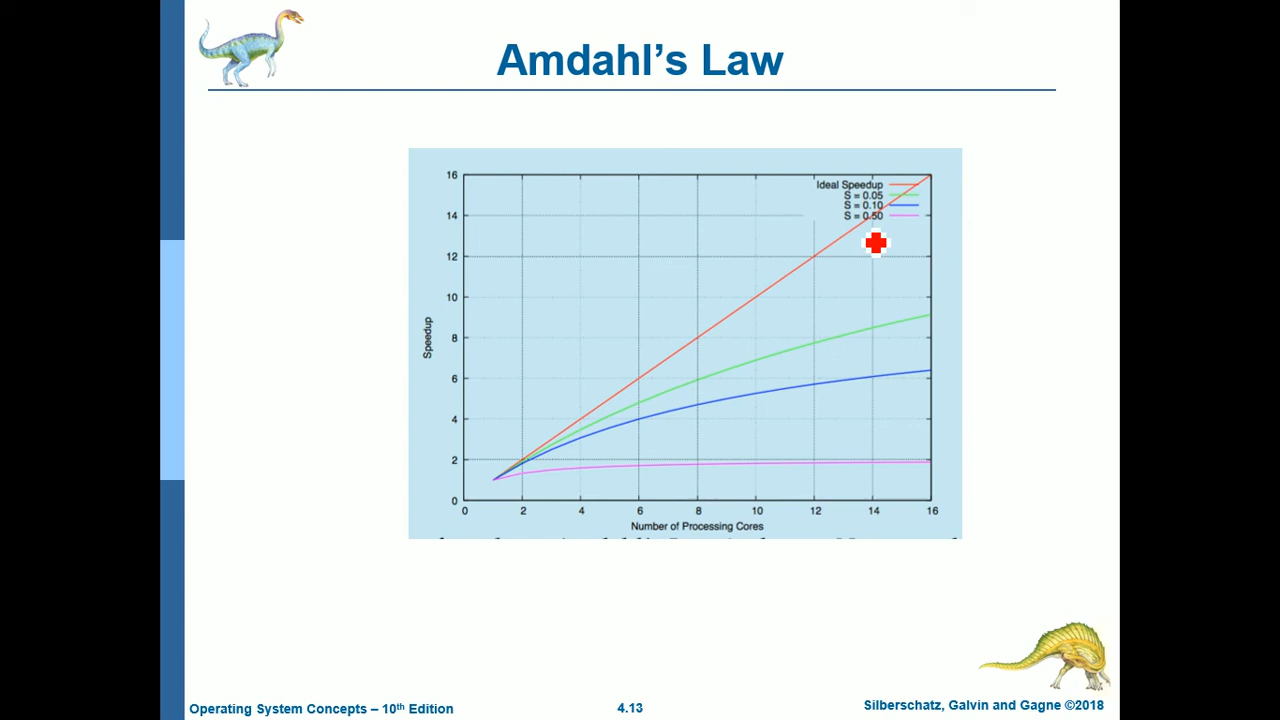 Amdahl's Law
16
14
12
10
8
6
4
2
0
Speedup
Ideal Speedup
S = 0.05
S = 0.10
S = 0.50
0 2 4 6 8 10 12 14 16
Number of Processing Cores
Operating System Concepts – 10th Edition
4.13
Silberschatz, Galvin and Gagne ©2018